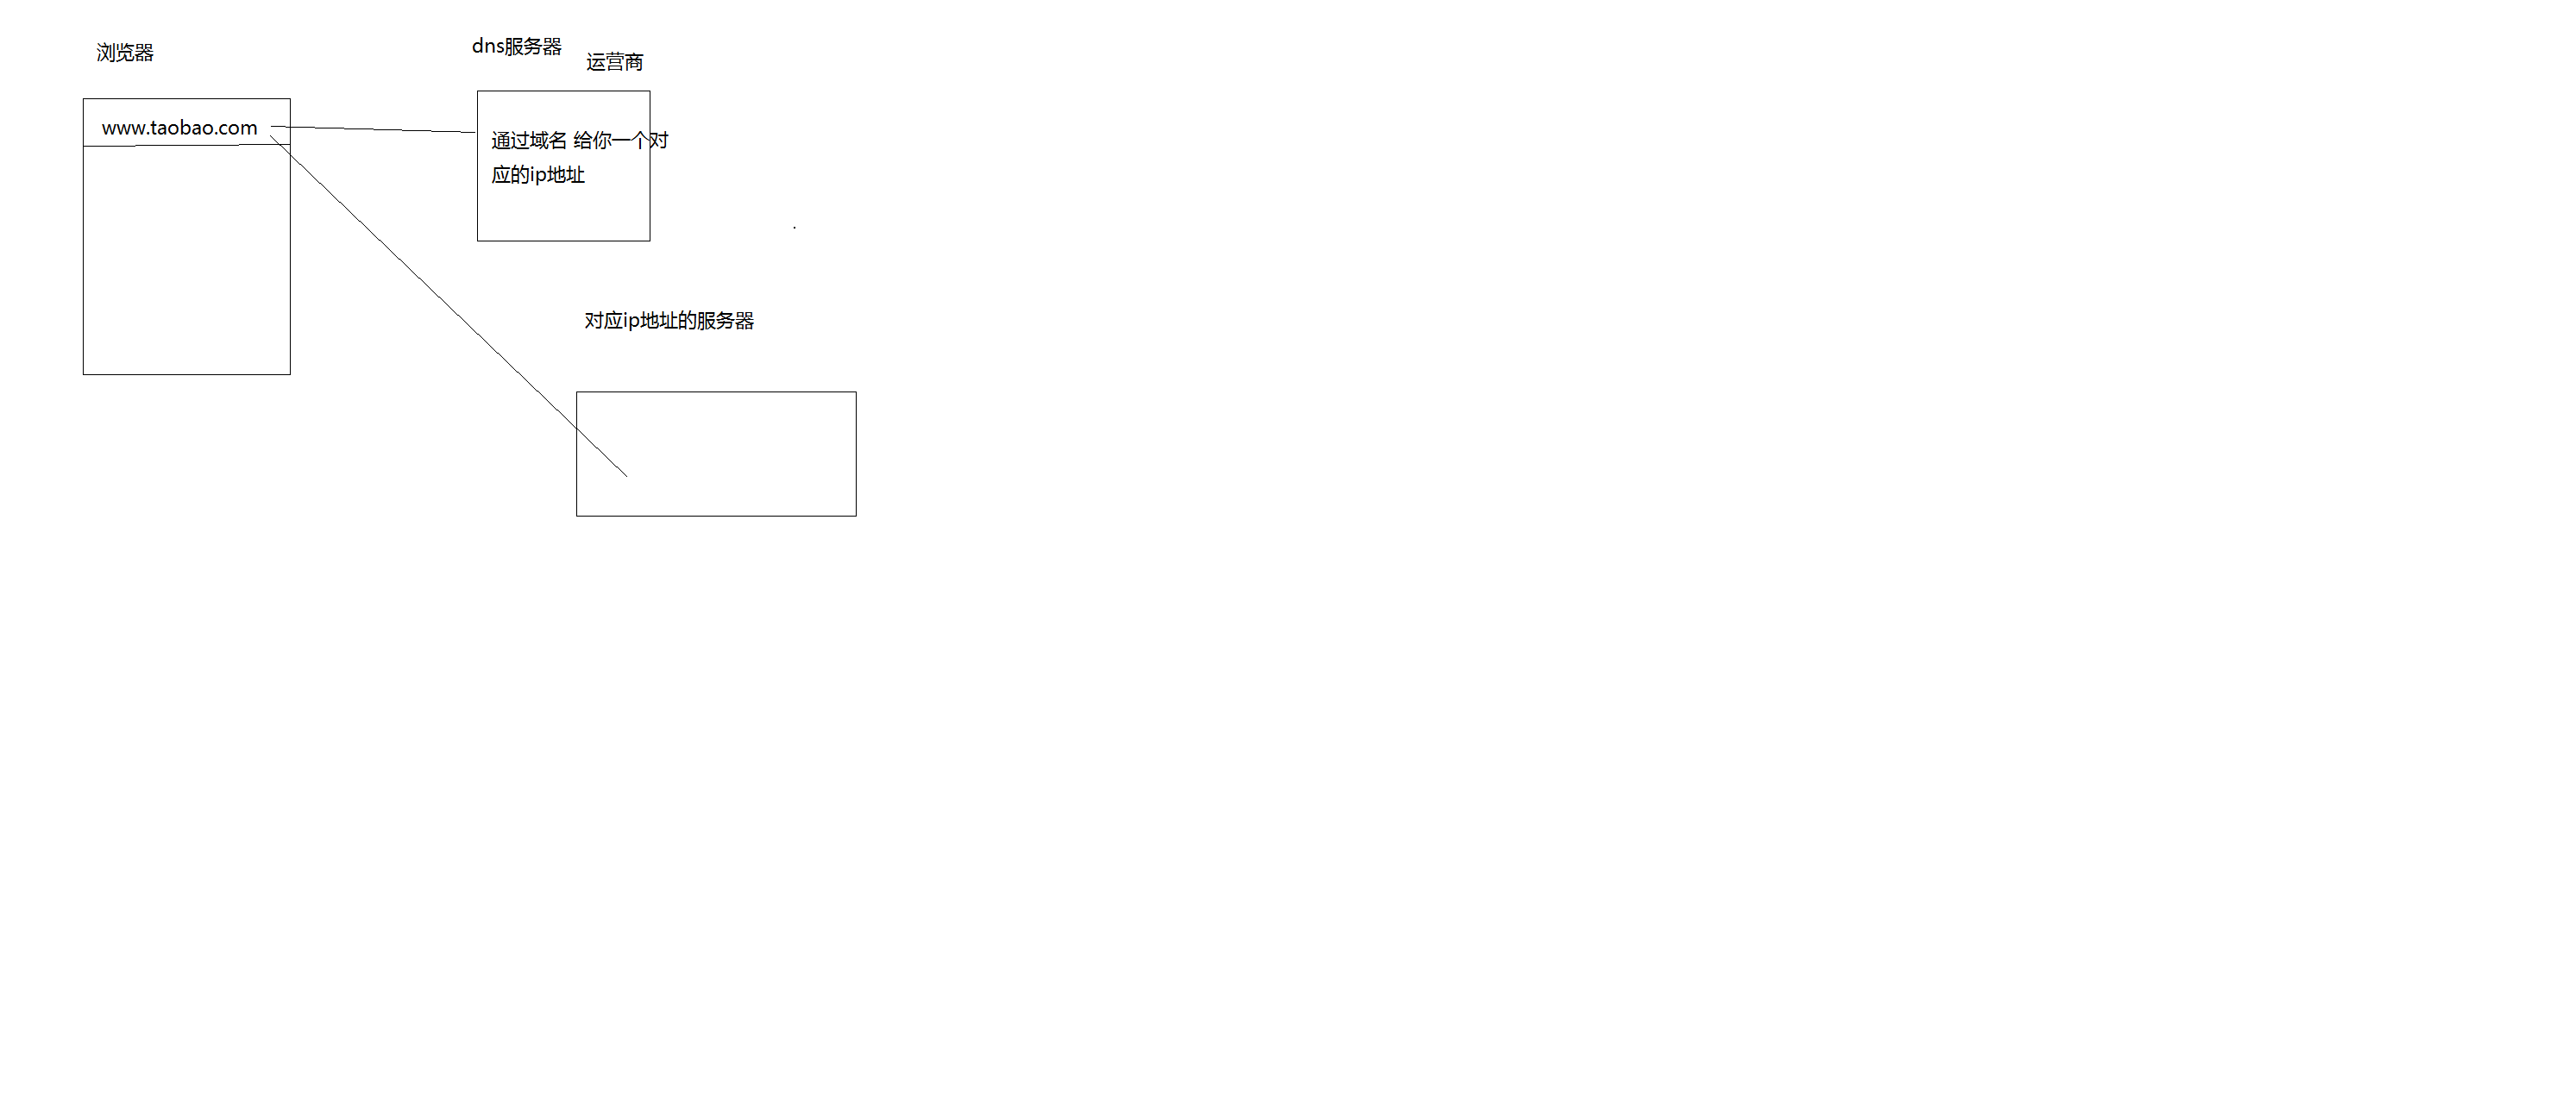 浏览器
dns服务器
运营商
www.taobao.com
通过域名 给你一个对
应的ip地址
对应ip地址的服务器